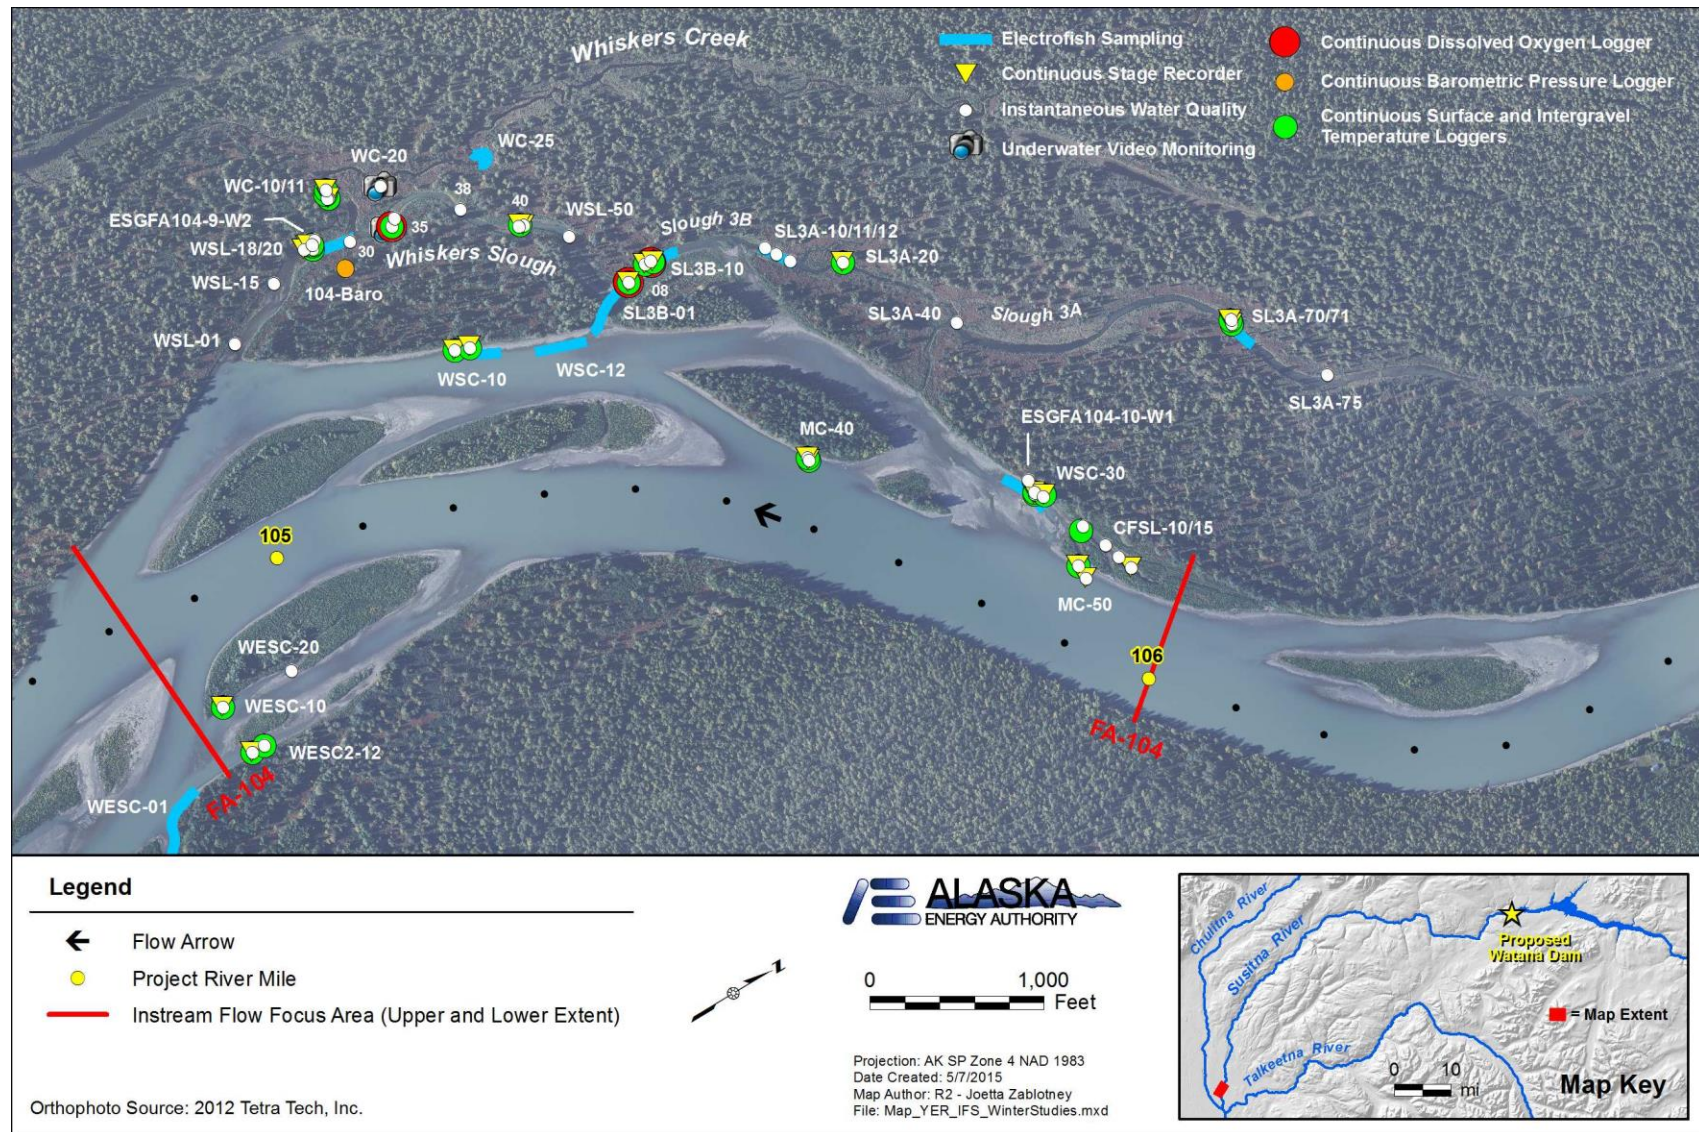 Whiskers Creek
Electrofish Sampling
Continuous Stage Recorder
Instantaneous Water Quality
Underwater Video Monitoring
Continuous Dissolved Oxygen Logger
Continuous Barometric Pressure Logger
Continuous Surface and Intergravel
Temperature Loggers
WC-25
WC-20
WC-10/11
38
40
ESGFA104-9-W2
35
WSL-50
Slough 3B
WSL-18/20
30
Whiskers Slough
SL3A-10/11/12
SL3A-20
WSL-15
104-Baro
SL3B-10
08
SL3B-01
SL3A-40
Slough 3A
SL3A-70/71
WSL-01
WSC-10
WSC-12
SL3A-75
ESGFA104-10-W1
MC-40
WSC-30
CFSL-10/15
105
MC-50
WESC-20
106
WESC-10
FA-104
WESC2-12
FA-104
WESC-01
Legend
Flow Arrow
Project River Mile
Instream Flow Focus Area (Upper and Lower Extent)
Orthophoto Source: 2012 Tetra Tech, Inc.
ALASKA
ENERGY AUTHORITY
N
0 1,000
Feet
Projection: AK SP Zone 4 NAD 1983
Date Created: 5/7/2015
Map Author: R2 - Joetta Zablotney
File: Map_YER_IFS_WinterStudies.mxd
Chulitna River
Susitna River
Proposed
Watana Dam
= Map Extent
Talkeetna River
0 10
mi
Map Key